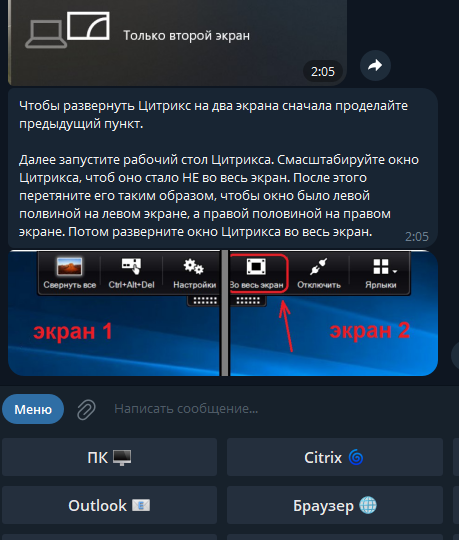 Только второй экран
2:05
Чтобы развернуть Цитрикс на два экрана сначала проделайте
предыдущий пункт.
Далее запустите рабочий стол Цитрикса. Смасштабируйте окно
Цитрикса, чтоб оно стало НЕ во весь экран. После этого
перетяните его таким образом, чтобы окно было левой
полвиной на левом экране, а правой половиной на правом
экране. Потом разверните окно Цитрикса во весь экран.
2:05
Свернуть все Ctrl+Alt+Del Настройки Во весь экран Отключить Ярлыки
экран 1 экран 2
Меню Написать сообщение...
ПК Citrix
Outlook Браузер